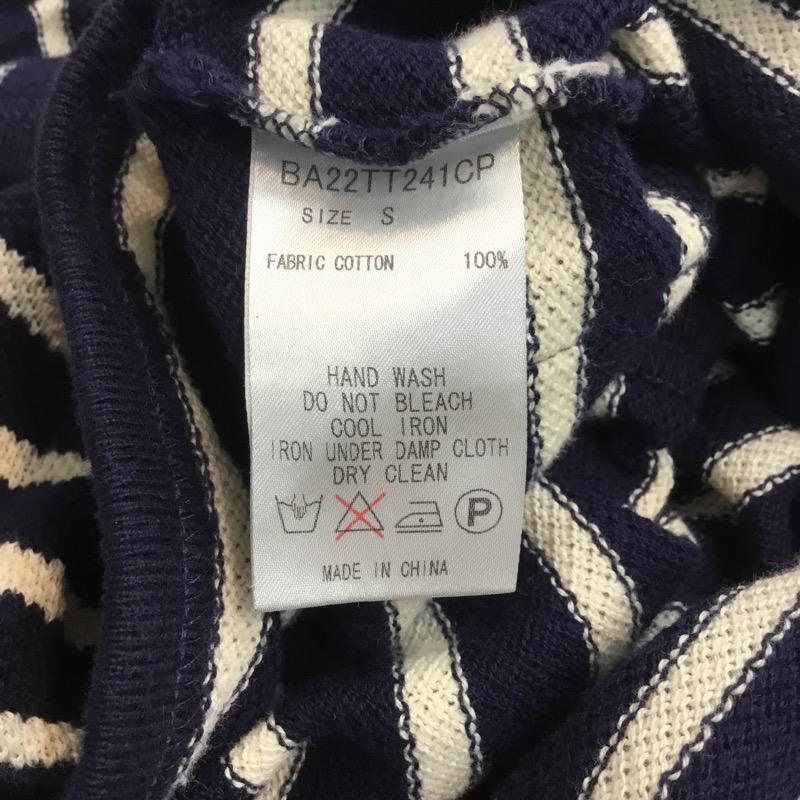 BA22TT241CP
SIZE S
FABRIC COTTON 100%
HAND WASH
DO NOT BLEACH
COOL IRON
IRON UNDER DAMP CLOTH
DRY CLEAN
P
MADE IN CHINA